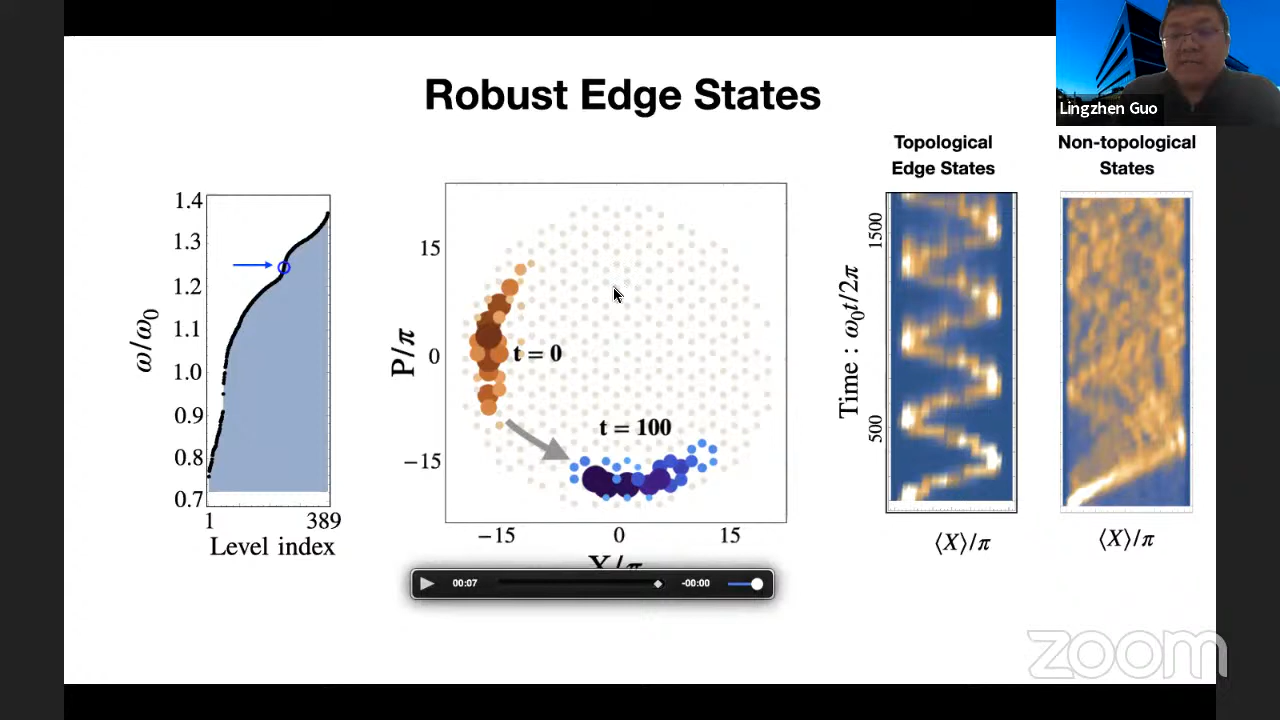 Robust Edge States
Lingzhen Guo
Topological
Edge States
Non-topological
States
1.4
1.3
1.2
1.1
1.0
0.9
0.8
0.7
ω/ω₀
1 389
Level index
15
0
−15
P/π
t = 0
t = 100
−15 0 15
X/π
00:07 -00:00
1500
500
Time : ω₀t/2π
⟨X⟩/π
⟨X⟩/π
zoom